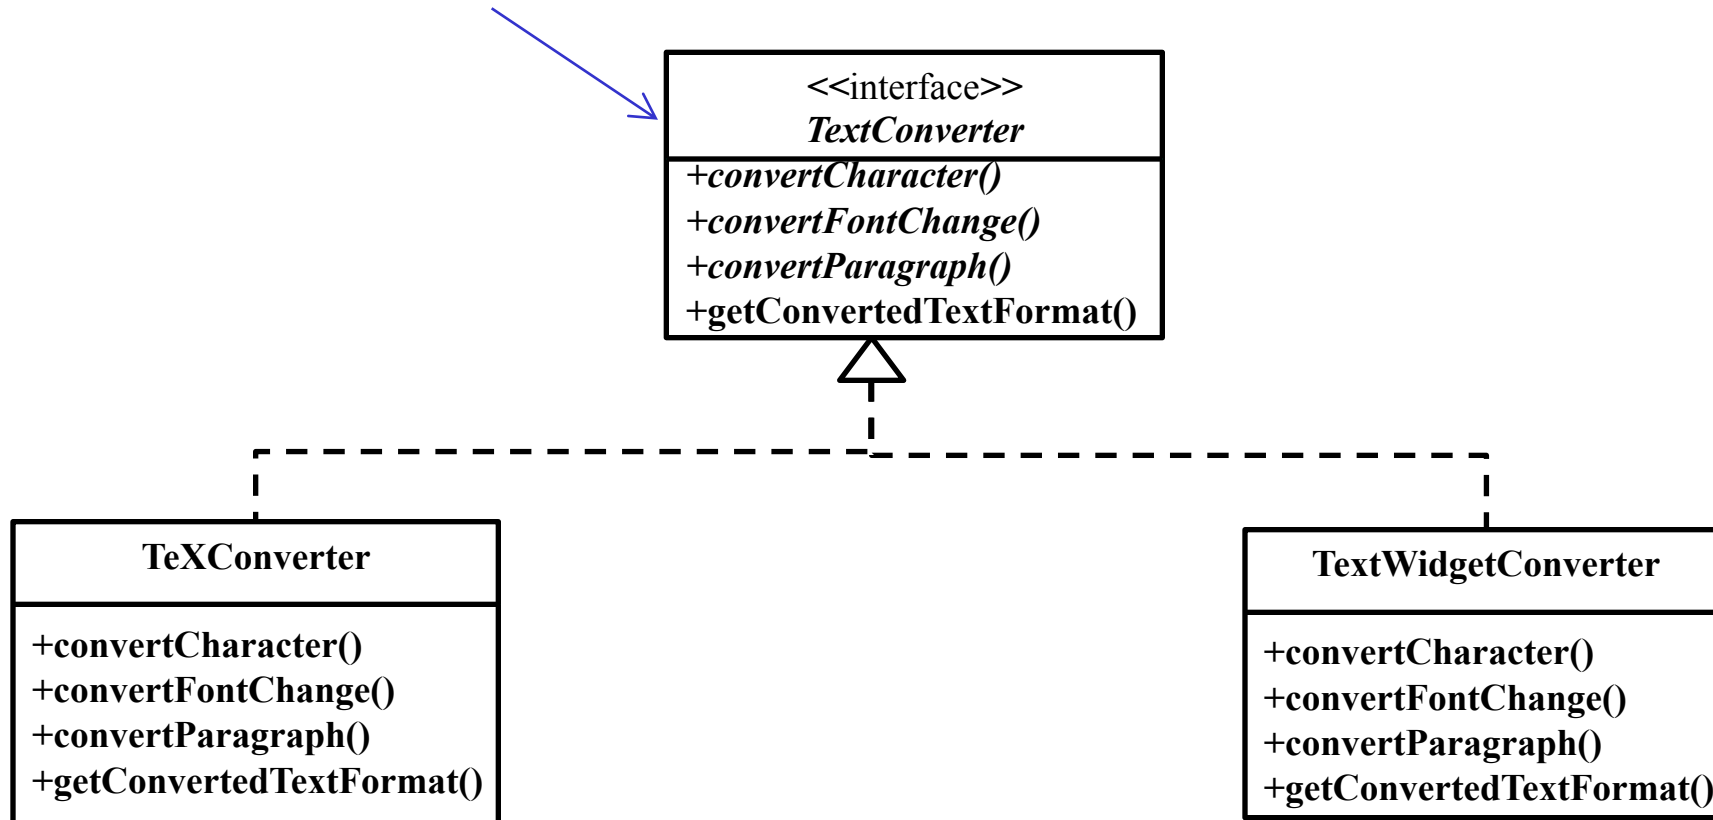 <<interface>>
TextConverter
+convertCharacter()
+convertFontChange()
+convertParagraph()
+getConvertedTextFormat()
TeXConverter
+convertCharacter()
+convertFontChange()
+convertParagraph()
+getConvertedTextFormat()
TextWidgetConverter
+convertCharacter()
+convertFontChange()
+convertParagraph()
+getConvertedTextFormat()